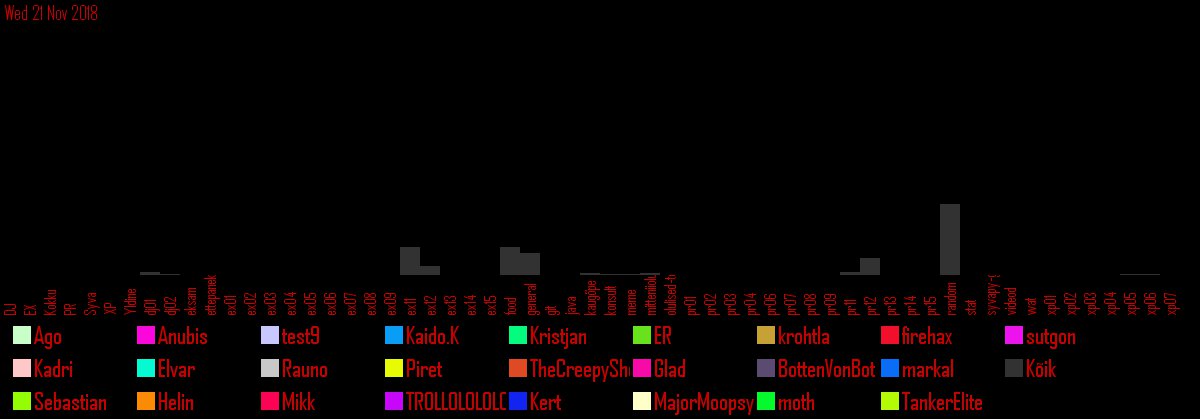 Wed 21 Nov 2018
DJ
EX
Kokku
PR
Syva
XP
Yldine
dj01
dj02
eksam
ettepanek
ex01
ex02
ex03
ex04
ex05
ex06
ex07
ex08
ex09
ex11
ex12
ex13
ex14
ex15
food
general
git
java
kaugõpe
konsult
meme
olulised-h
pr01
pr02
pr03
pr04
pr06
pr07
pr08
pr09
pr11
pr12
pr13
pr14
pr15
random
stat
videod
wat
xp01
xp02
xp03
xp04
xp05
xp06
xp07
Ago Anubis test9 Kaido.K Kristjan ER krohtla firehax sutgon
Kadri Elvar Rauno Piret TheCreepySh Glad BottenVonBot markal Kõik
Sebastian Helin Mikk TROLLOLOLOLO Kert MajorMoopsy moth TankerElite